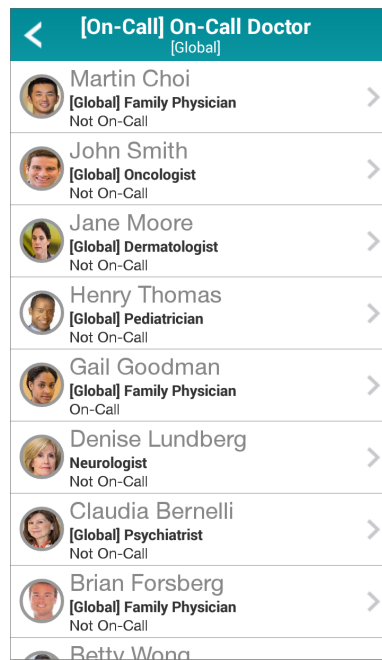 [On-Call] On-Call Doctor
[Global]
Martin Choi
[Global] Family Physician
Not On-Call
John Smith
[Global] Oncologist
Not On-Call
Jane Moore
[Global] Dermatologist
Not On-Call
Henry Thomas
[Global] Pediatrician
Not On-Call
Gail Goodman
[Global] Family Physician
On-Call
Denise Lundberg
Neurologist
Not On-Call
Claudia Bernelli
[Global] Psychiatrist
Not On-Call
Brian Forsberg
[Global] Family Physician
Not On-Call
Betty Wong